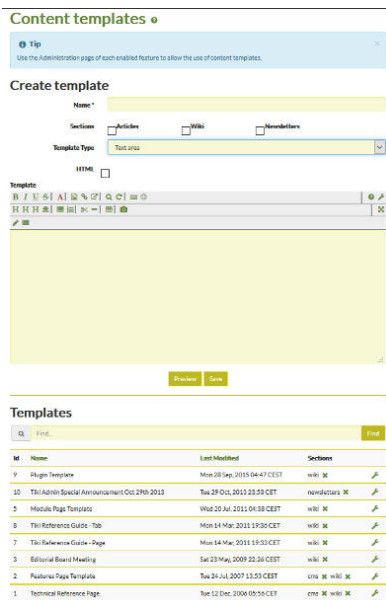 Content templates
Tip
Use the Administration page of each enabled feature to allow the use of content templates.
Create template
Name *
Sections Articles Wiki Newsletters
Template Type Text area
HTML
Template
B I U S A
H H H
Preview Save
Templates
Find... Find
Id Name Last Modified Sections
9 Plugin Template Mon 28 Sep, 2015 04:47 CEST wiki
10 Tiki Admin Special Announcement Oct 29th 2013 Tue 29 Oct, 2013 23:53 CET newsletters
5 Module Page Template Wed 20 Jul, 2011 04:38 CEST wiki
8 Tiki Reference Guide - Tab Mon 14 Mar, 2011 19:36 CET wiki
7 Tiki Reference Guide - Page Mon 14 Mar, 2011 19:33 CET wiki
3 Editorial Board Meeting Sat 23 May, 2009 22:26 CEST wiki
2 Features Page Template Tue 24 Jul, 2007 13:53 CEST cms wiki
1 Technical Reference Page Tue 12 Dec, 2006 05:56 CET cms wiki